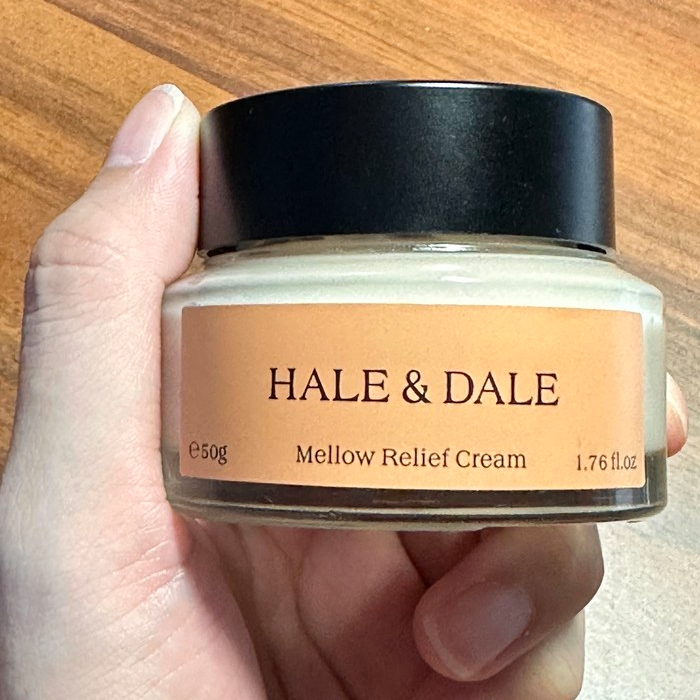 HALE & DALE
℮50g Mellow Relief Cream 1.76 fl.oz